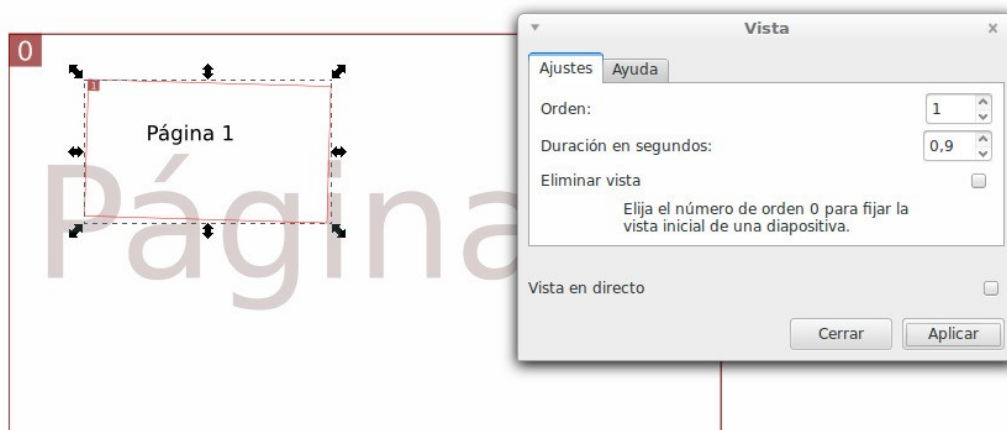 0
1
Página 1
Página
Vista
Ajustes
Ayuda
Orden:
1
Duración en segundos:
0,9
Eliminar vista
Elija el número de orden 0 para fijar la
vista inicial de una diapositiva.
Vista en directo
Cerrar
Aplicar